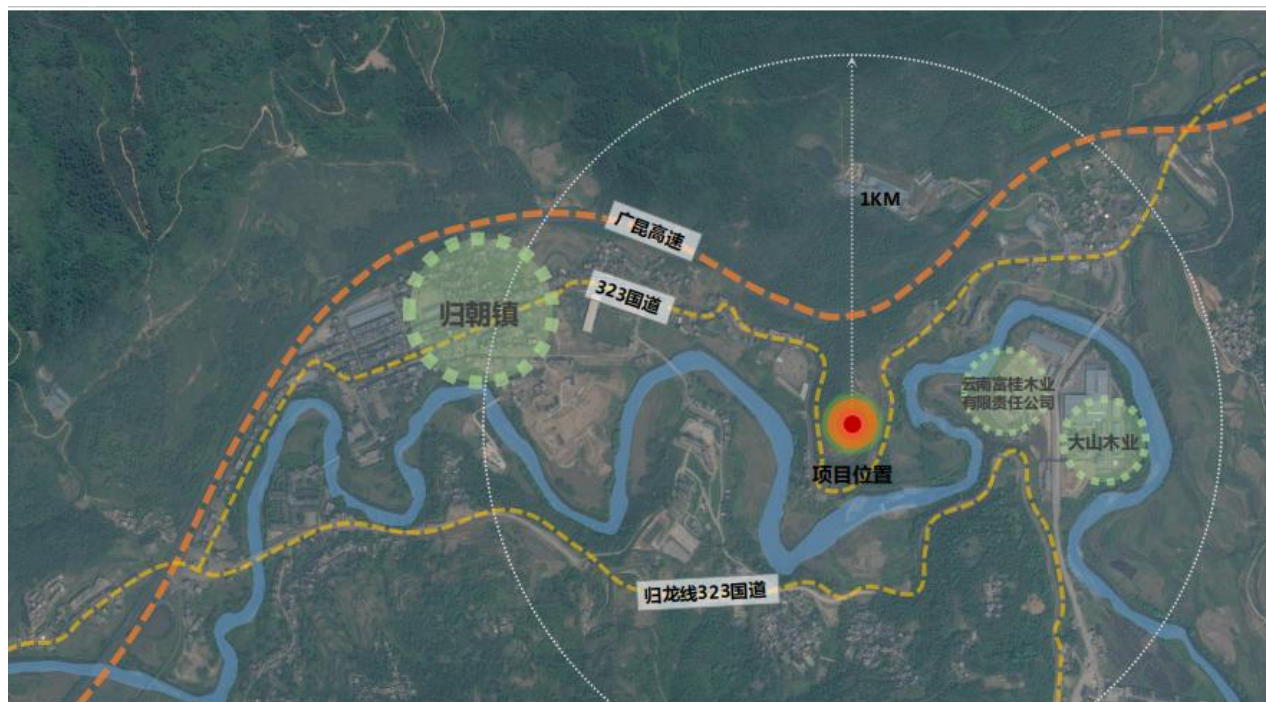 1KM
广昆高速
323国道
归朝镇
云南富桂木业
有限责任公司
大山木业
项目位置
归龙线323国道